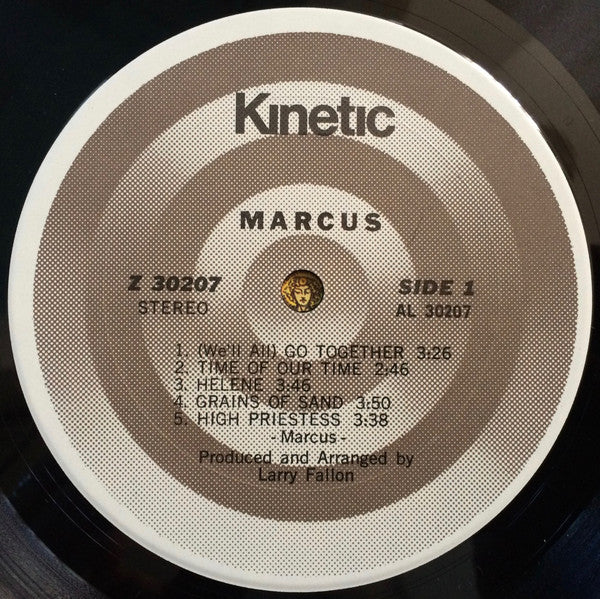 Kinetic
MARCUS
Z 30207
STEREO
SIDE 1
AL 30207
1. (We'll All) GO TOGETHER 3:26
2. TIME OF OUR TIME 2:46
3. HELENE 3:46
4. GRAINS OF SAND 3:50
5. HIGH PRIESTESS 3:38
- Marcus -
Produced and Arranged by
Larry Fallon